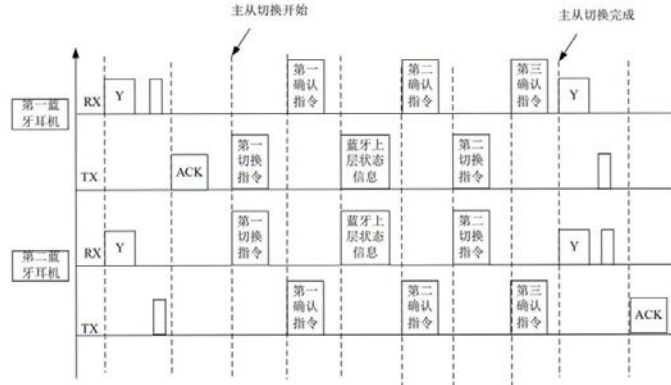 主从切换开始
主从切换完成
第一蓝
牙耳机
RX
Y
第一
确认
指令
第二
确认
指令
第三
确认
指令
Y
TX
ACK
第一
切换
指令
蓝牙上
层状态
信息
第二
切换
指令
第二蓝
牙耳机
RX
Y
第一
切换
指令
蓝牙上
层状态
信息
第二
切换
指令
Y
TX
第一
确认
指令
第二
确认
指令
第三
确认
指令
ACK